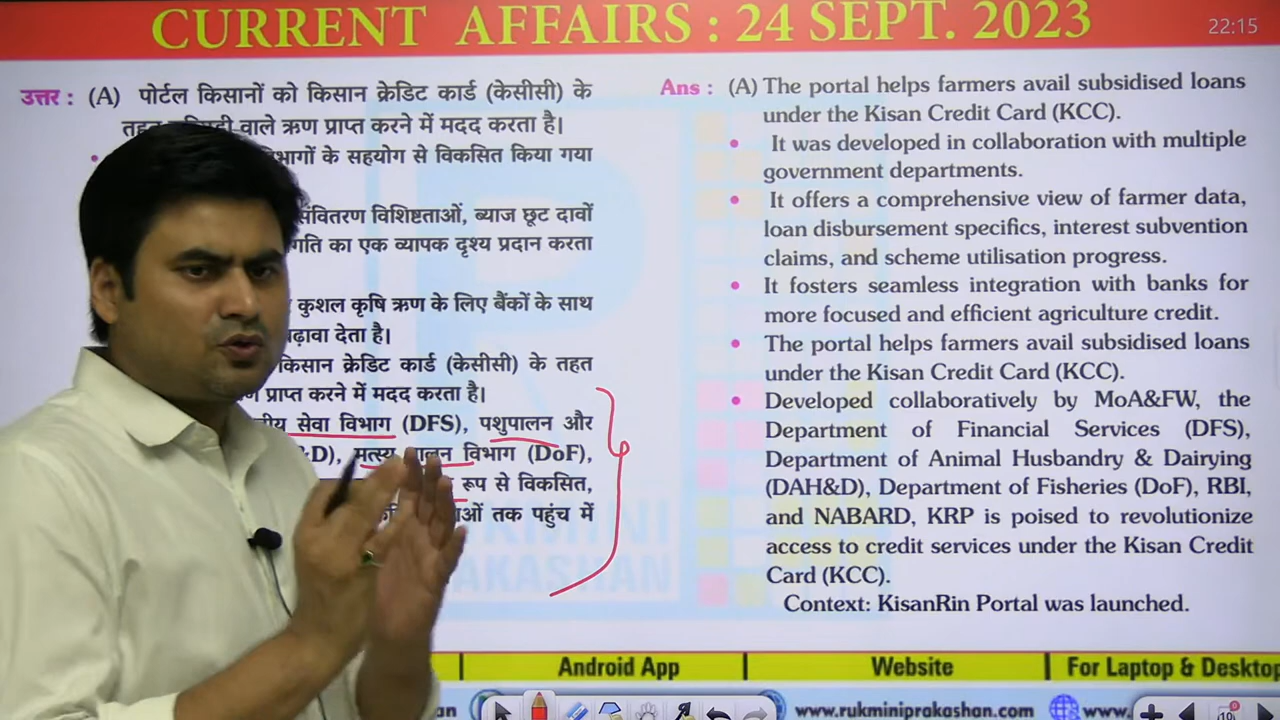 CURRENT AFFAIRS : 24 SEPT. 2023
22:15
उत्तर : (A) पोर्टल किसानों को किसान क्रेडिट कार्ड (केसीसी) के
तहत वाले ऋण प्राप्त करने में मदद करता है।
के सहयोग से विकसित किया गया
विशिष्टताओं, ब्याज छूट दावों
का एक व्यापक दृश्य प्रदान करता
कुशल कृषि ऋण के लिए बैंकों के साथ
देता है।
किसान क्रेडिट कार्ड (केसीसी) के तहत
प्राप्त करने में मदद करता है।
सेवा विभाग (DFS), पशुपालन और
मत्स्य पालन विभाग (DoF),
रूप से विकसित,
तक पहुंच में
Ans : (A) The portal helps farmers avail subsidised loans
under the Kisan Credit Card (KCC).
• It was developed in collaboration with multiple
government departments.
• It offers a comprehensive view of farmer data,
loan disbursement specifics, interest subvention
claims, and scheme utilisation progress.
• It fosters seamless integration with banks for
more focused and efficient agriculture credit.
• The portal helps farmers avail subsidised loans
under the Kisan Credit Card (KCC).
• Developed collaboratively by MoA&FW, the
Department of Financial Services (DFS),
Department of Animal Husbandry & Dairying
(DAH&D), Department of Fisheries (DoF), RBI,
and NABARD, KRP is poised to revolutionize
access to credit services under the Kisan Credit
Card (KCC).
Context: KisanRin Portal was launched.
Android App
Website
For Laptop & Desktop
www.rukminiprakashan.com
www.